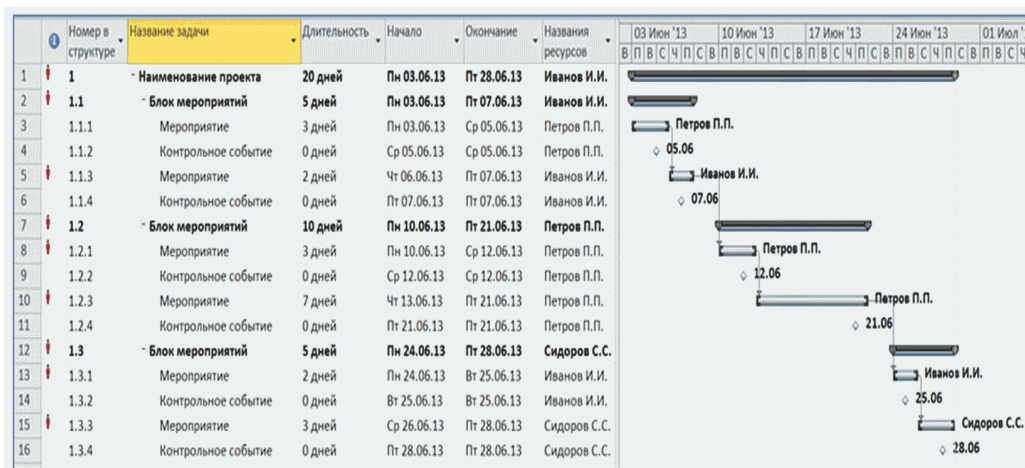 Номер в структуре Название задачи Длительность Начало Окончание Названия ресурсов 03 Июн '13 10 Июн '13 17 Июн '13 24 Июн '13 01 Июл '
В П В С Ч П С В П В С Ч П С В П В С Ч П С В П В С Ч П С В П В С Ч
1 1 Наименование проекта 20 дней Пн 03.06.13 Пт 28.06.13 Иванов И.И.
2 1.1 Блок мероприятий 5 дней Пн 03.06.13 Пт 07.06.13 Иванов И.И.
3 1.1.1 Мероприятие 3 дней Пн 03.06.13 Ср 05.06.13 Петров П.П. Петров П.П.
4 1.1.2 Контрольное событие 0 дней Ср 05.06.13 Ср 05.06.13 Петров П.П. 05.06
5 1.1.3 Мероприятие 2 дней Чт 06.06.13 Пт 07.06.13 Иванов И.И. Иванов И.И.
6 1.1.4 Контрольное событие 0 дней Пт 07.06.13 Пт 07.06.13 Иванов И.И. 07.06
7 1.2 Блок мероприятий 10 дней Пн 10.06.13 Пт 21.06.13 Петров П.П.
8 1.2.1 Мероприятие 3 дней Пн 10.06.13 Ср 12.06.13 Петров П.П. Петров П.П.
9 1.2.2 Контрольное событие 0 дней Ср 12.06.13 Ср 12.06.13 Петров П.П. 12.06
10 1.2.3 Мероприятие 7 дней Чт 13.06.13 Пт 21.06.13 Петров П.П. Петров П.П.
11 1.2.4 Контрольное событие 0 дней Пт 21.06.13 Пт 21.06.13 Петров П.П. 21.06
12 1.3 Блок мероприятий 5 дней Пн 24.06.13 Пт 28.06.13 Сидоров С.С.
13 1.3.1 Мероприятие 2 дней Пн 24.06.13 Вт 25.06.13 Иванов И.И. Иванов И.И.
14 1.3.2 Контрольное событие 0 дней Вт 25.06.13 Вт 25.06.13 Иванов И.И. 25.06
15 1.3.3 Мероприятие 3 дней Ср 26.06.13 Пт 28.06.13 Сидоров С.С. Сидоров С.С.
16 1.3.4 Контрольное событие 0 дней Пт 28.06.13 Пт 28.06.13 Сидоров С.С. 28.06